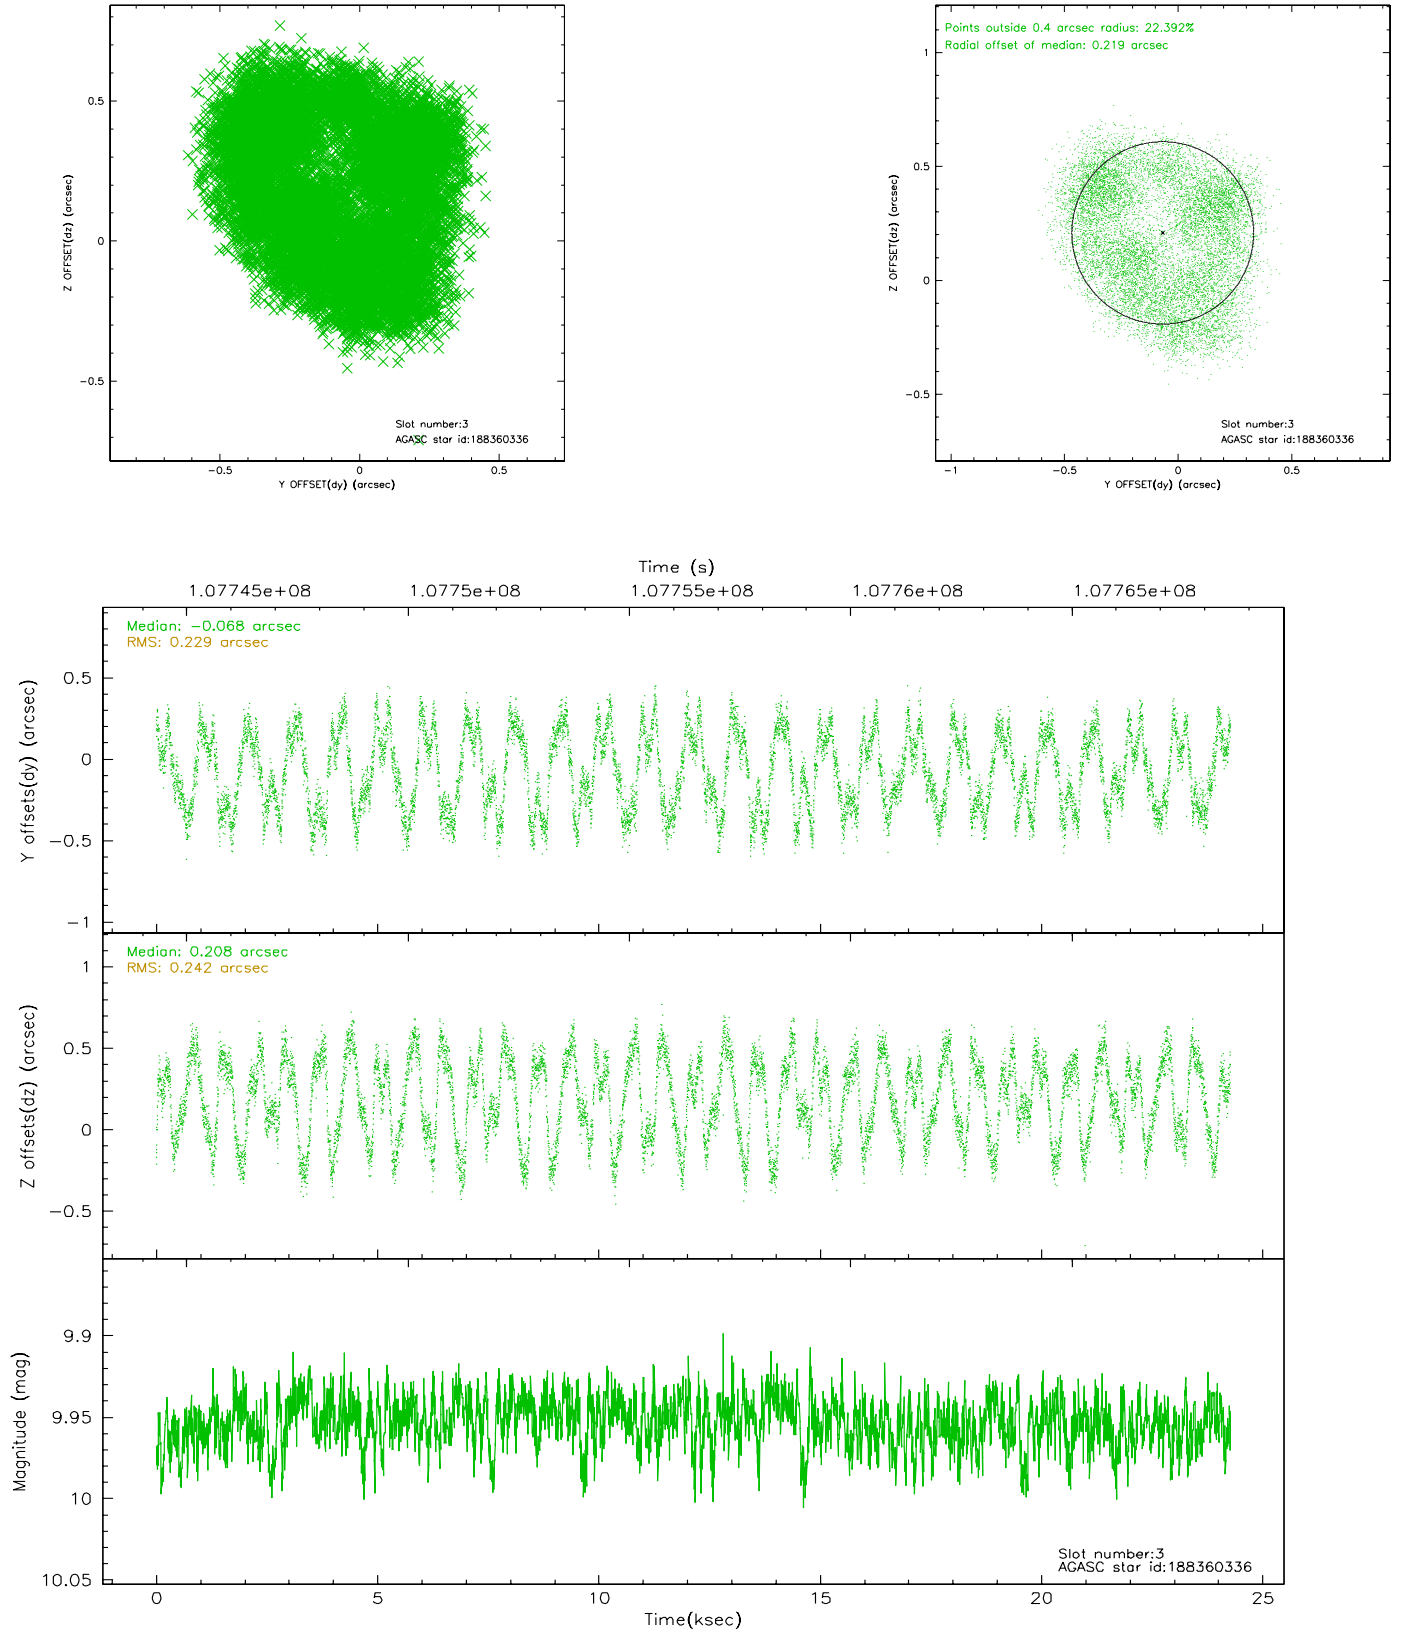 0.5
0
−0.5
Z OFFSET(dz) (arcsec)
Slot number:3
AGASC star id:188360336
−0.5 0 0.5
Y OFFSET(dy) (arcsec)
Points outside 0.4 arcsec radius: 22.392%
Radial offset of median: 0.219 arcsec
1
0.5
0
−0.5
Z OFFSET(dz) (arcsec)
Slot number:3
AGASC star id:188360336
−1 −0.5 0 0.5
Y OFFSET(dy) (arcsec)
Time (s)
1.07745e+08 1.0775e+08 1.07755e+08 1.0776e+08 1.07765e+08
Median: −0.068 arcsec
RMS: 0.229 arcsec
0.5
0
−0.5
−1
Y offsets(dy) (arcsec)
Median: 0.208 arcsec
RMS: 0.242 arcsec
1
0.5
0
−0.5
Z offsets(dz) (arcsec)
9.9
9.95
10
10.05
Magnitude (mag)
Slot number:3
AGASC star id:188360336
0 5 10 15 20 25
Time(ksec)